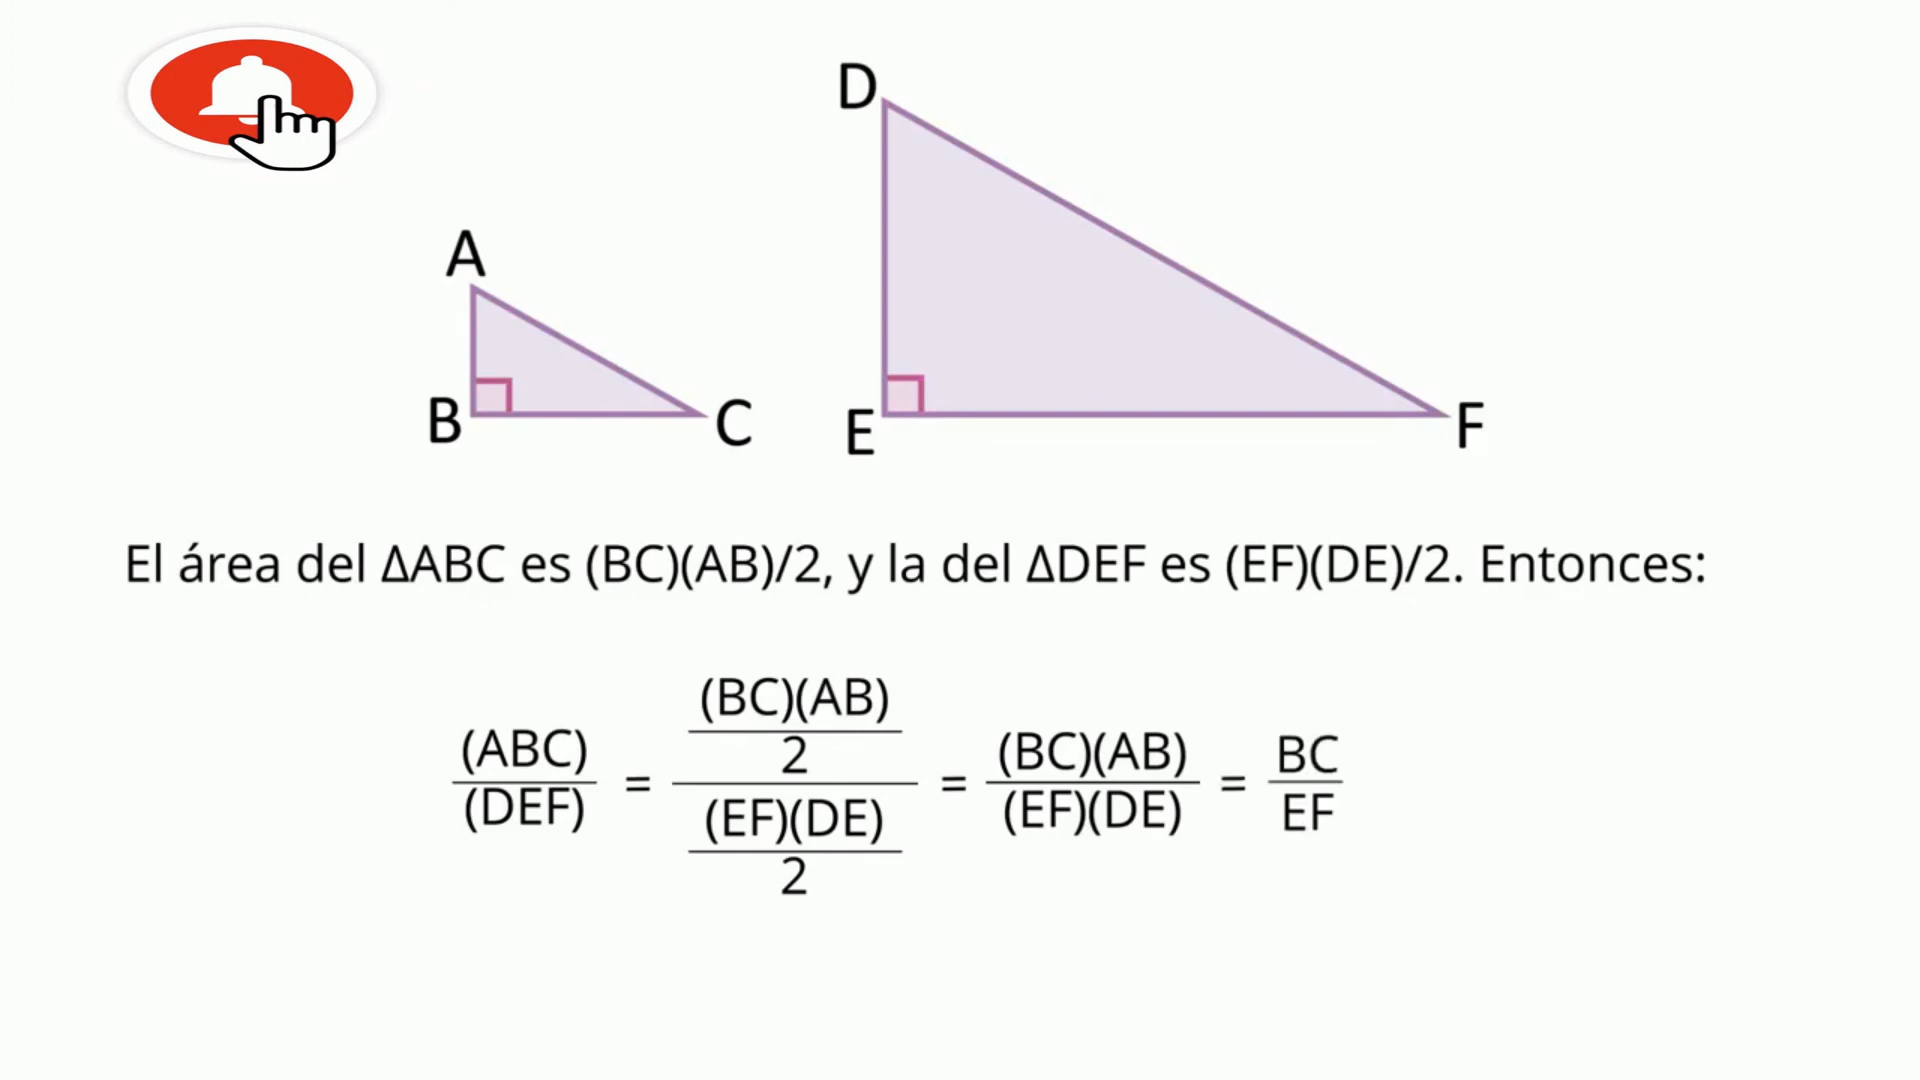 D
A
B
C
E
F
El área del ΔABC es (BC)(AB)/2, y la del ΔDEF es (EF)(DE)/2. Entonces:
(ABC)/(DEF) = ((BC)(AB)/2)/((EF)(DE)/2) = (BC)(AB)/(EF)(DE) = BC/EF